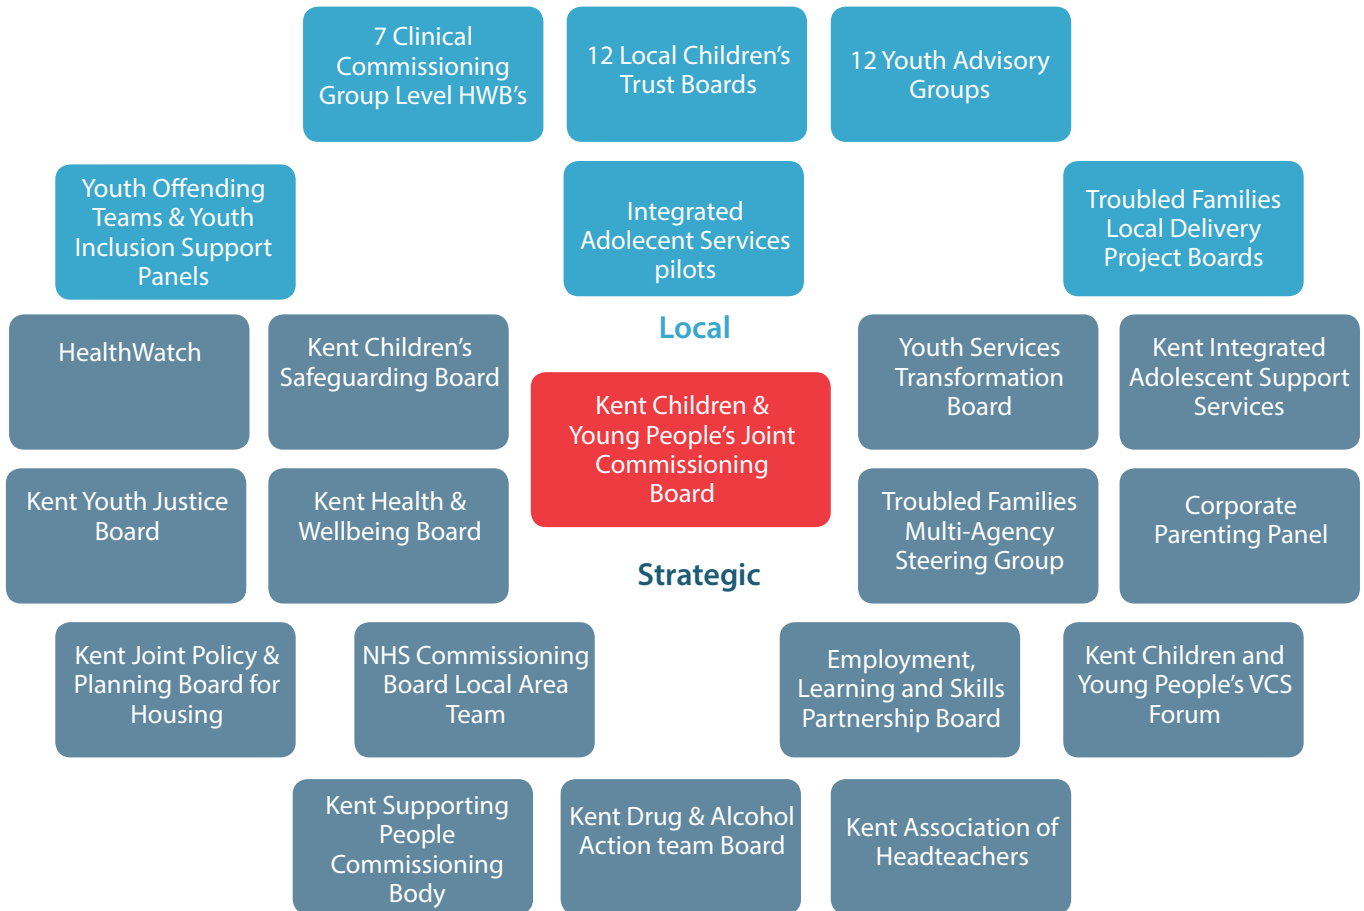 7 Clinical
Commissioning
Group Level HWB's
12 Local Children’s
Trust Boards
12 Youth Advisory
Groups
Youth Offending
Teams & Youth
Inclusion Support
Panels
Integrated
Adolecent Services
pilots
Troubled Families
Local Delivery
Project Boards
Local
HealthWatch
Kent Children’s
Safeguarding Board
Kent Children &
Young People’s Joint
Commissioning
Board
Youth Services
Transformation
Board
Kent Integrated
Adolescent Support
Services
Kent Youth Justice
Board
Kent Health &
Wellbeing Board
Troubled Families
Multi-Agency
Steering Group
Corporate
Parenting Panel
Strategic
Kent Joint Policy &
Planning Board for
Housing
NHS Commissioning
Board Local Area
Team
Employment,
Learning and Skills
Partnership Board
Kent Children and
Young People’s VCS
Forum
Kent Supporting
People
Commissioning
Body
Kent Drug & Alcohol
Action team Board
Kent Association of
Headteachers